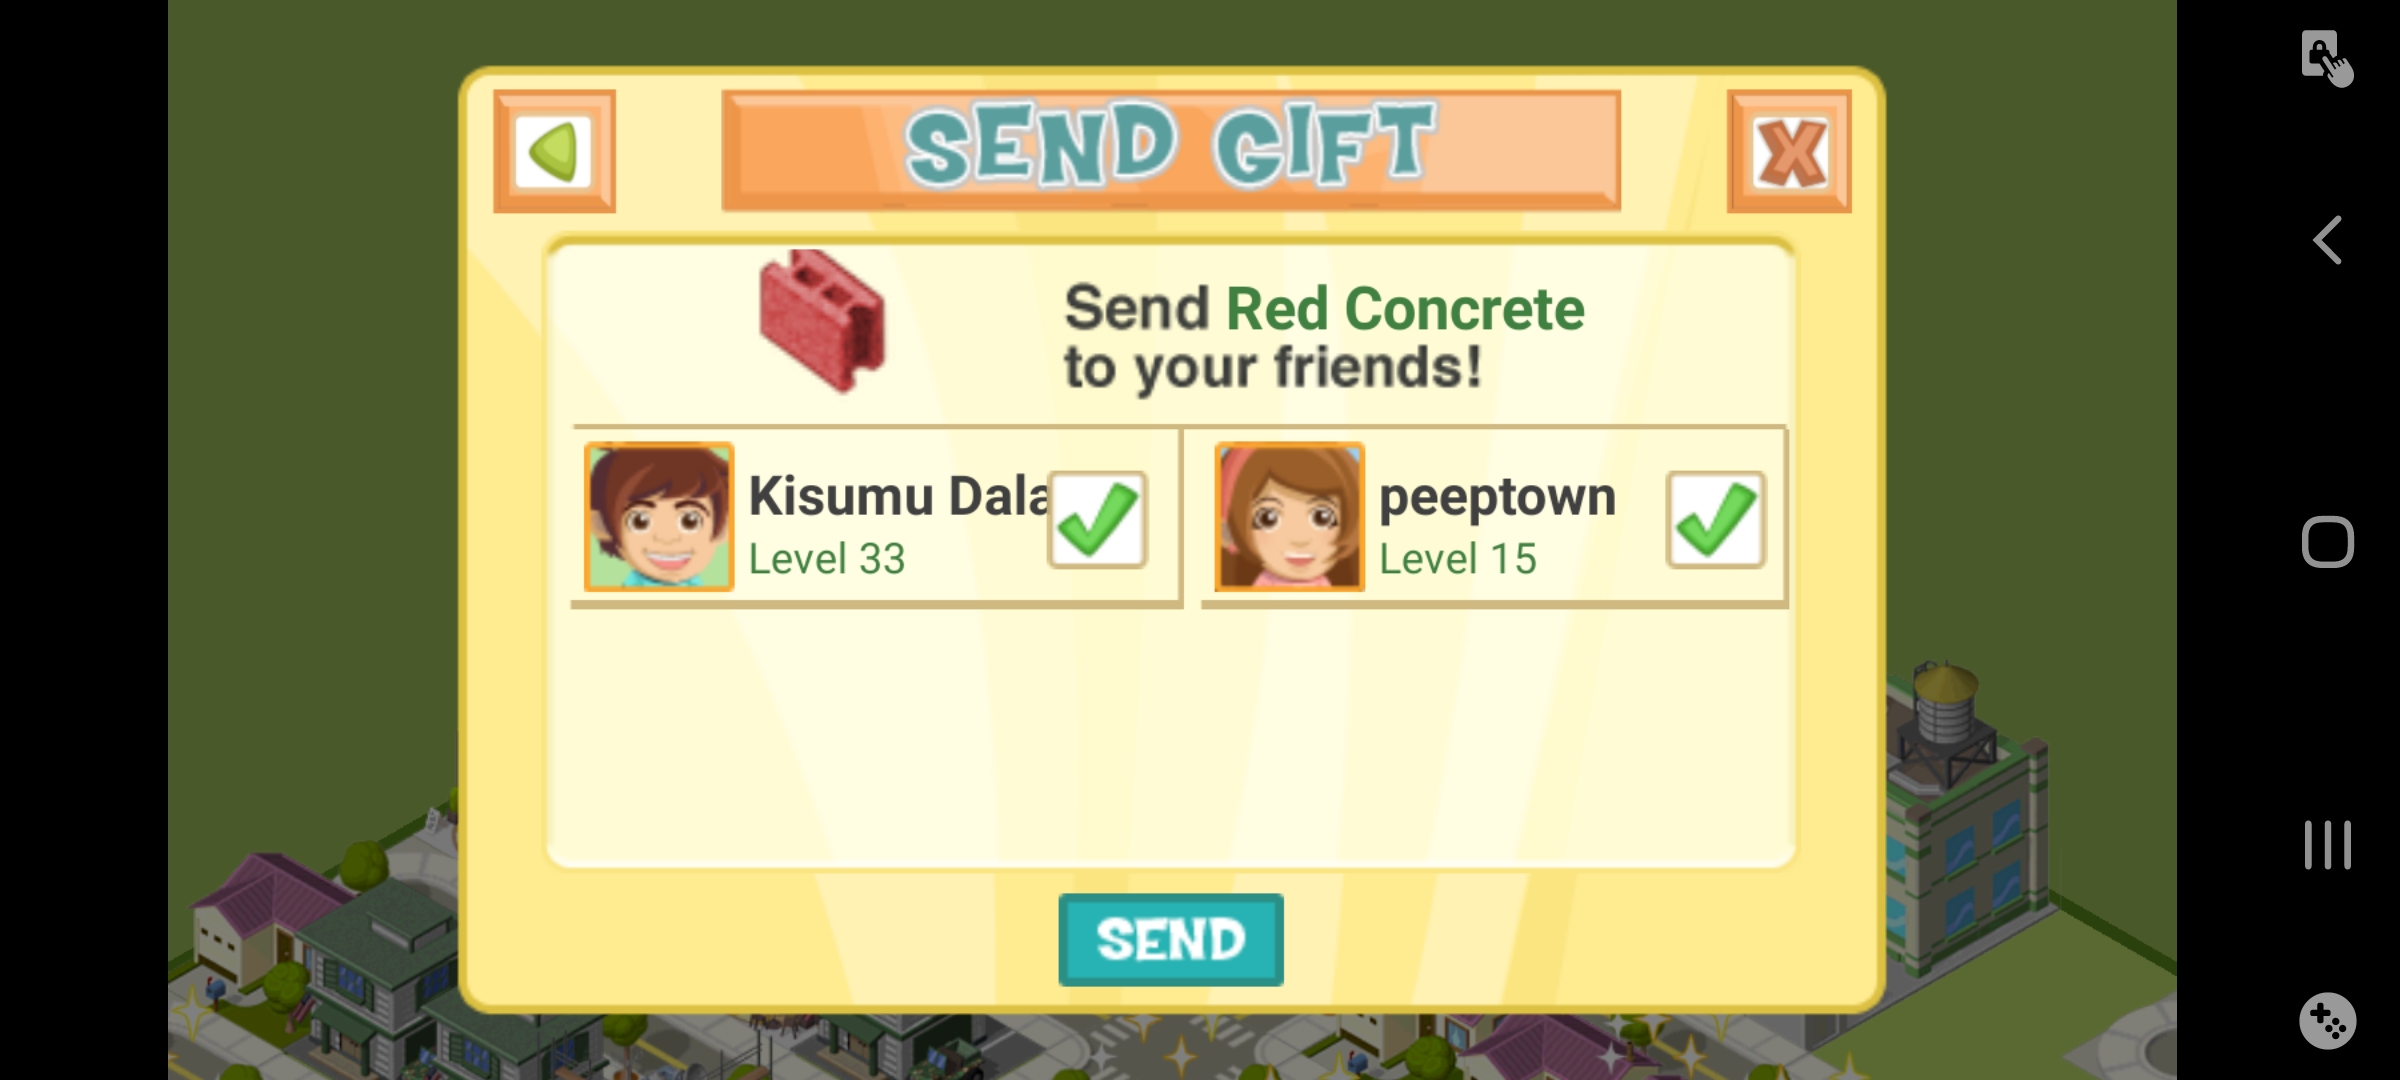 SEND GIFT
Send Red Concrete
to your friends!
Kisumu Dala
Level 33
peeptown
Level 15
SEND